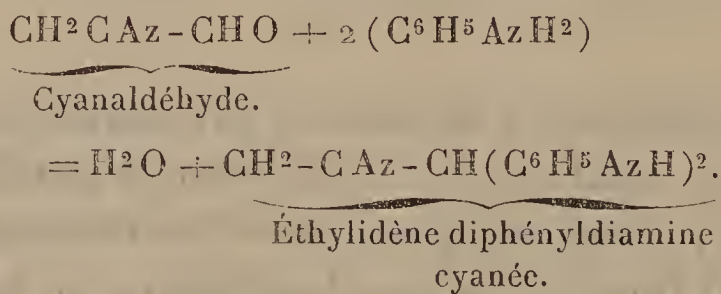 CH²CAz-CHO + 2(C⁶H⁵AzH²)
Cyanaldéhyde.
= H²O + CH²-CAz-CH(C⁶H⁵AzH)².
Éthylidène diphényldiamine
cyanée.